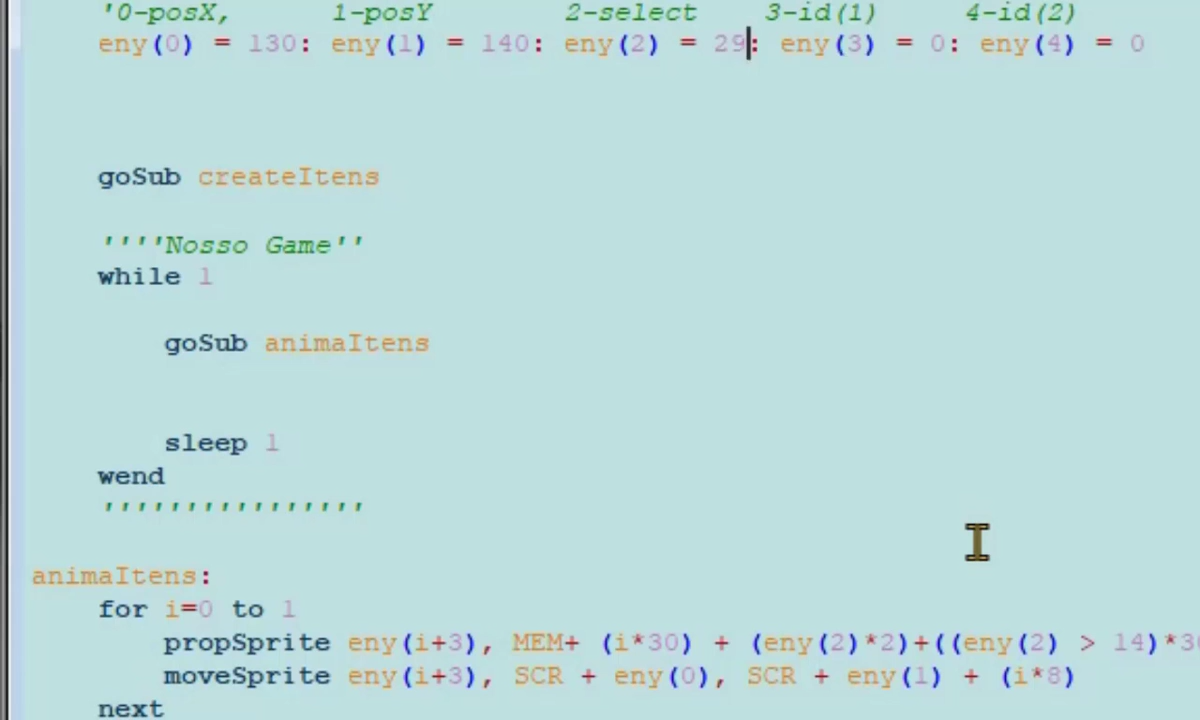 '0-posX, 1-posY 2-select 3-id(1) 4-id(2)
eny(0) = 130: eny(1) = 140: eny(2) = 29: eny(3) = 0: eny(4) = 0
goSub createItens
''''Nosso Game''
while 1
goSub animaItens
sleep 1
wend
''''''''''''''''
animaItens:
for i=0 to 1
propSprite eny(i+3), MEM+ (i*30) + (eny(2)*2)+((eny(2) > 14)*3
moveSprite eny(i+3), SCR + eny(0), SCR + eny(1) + (i*8)
next